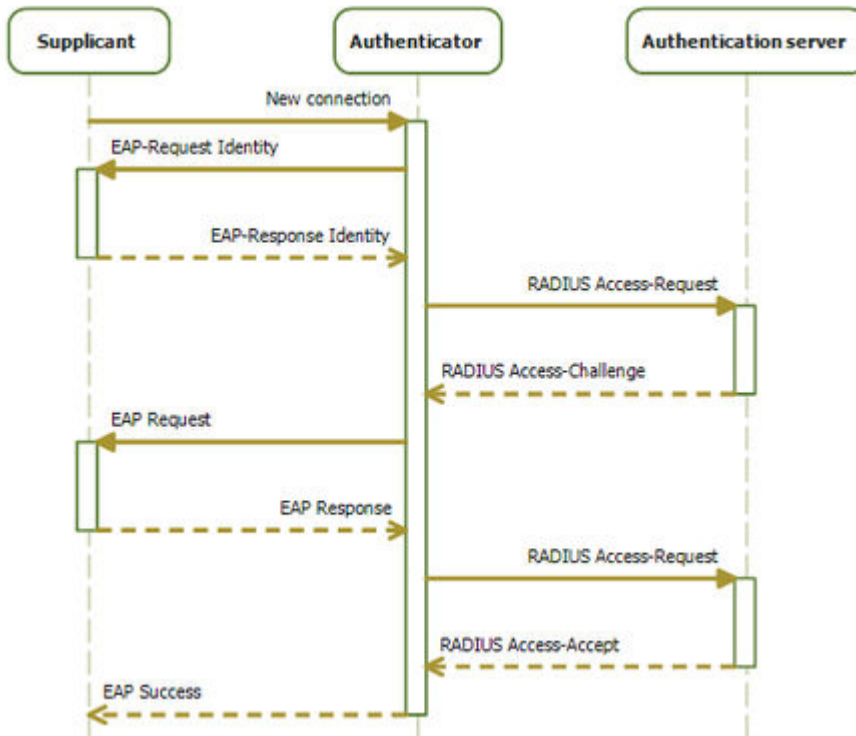 Supplicant
Authenticator
Authentication server
New connection
EAP-Request Identity
EAP-Response Identity
RADIUS Access-Request
RADIUS Access-Challenge
EAP Request
EAP Response
RADIUS Access-Request
RADIUS Access-Accept
EAP Success